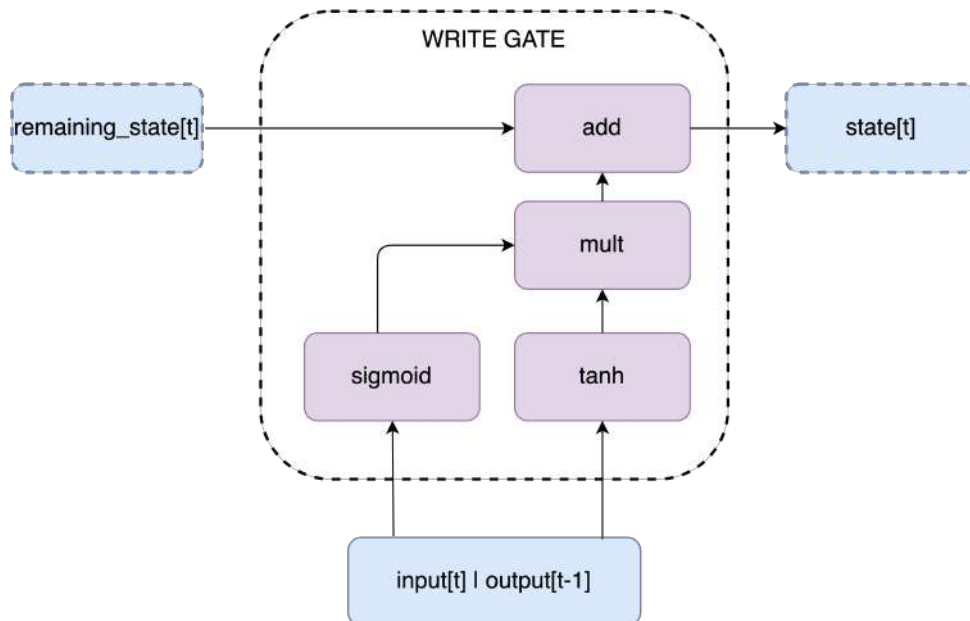 WRITE GATE
remaining_state[t]
add
state[t]
mult
sigmoid
tanh
input[t] | output[t-1]